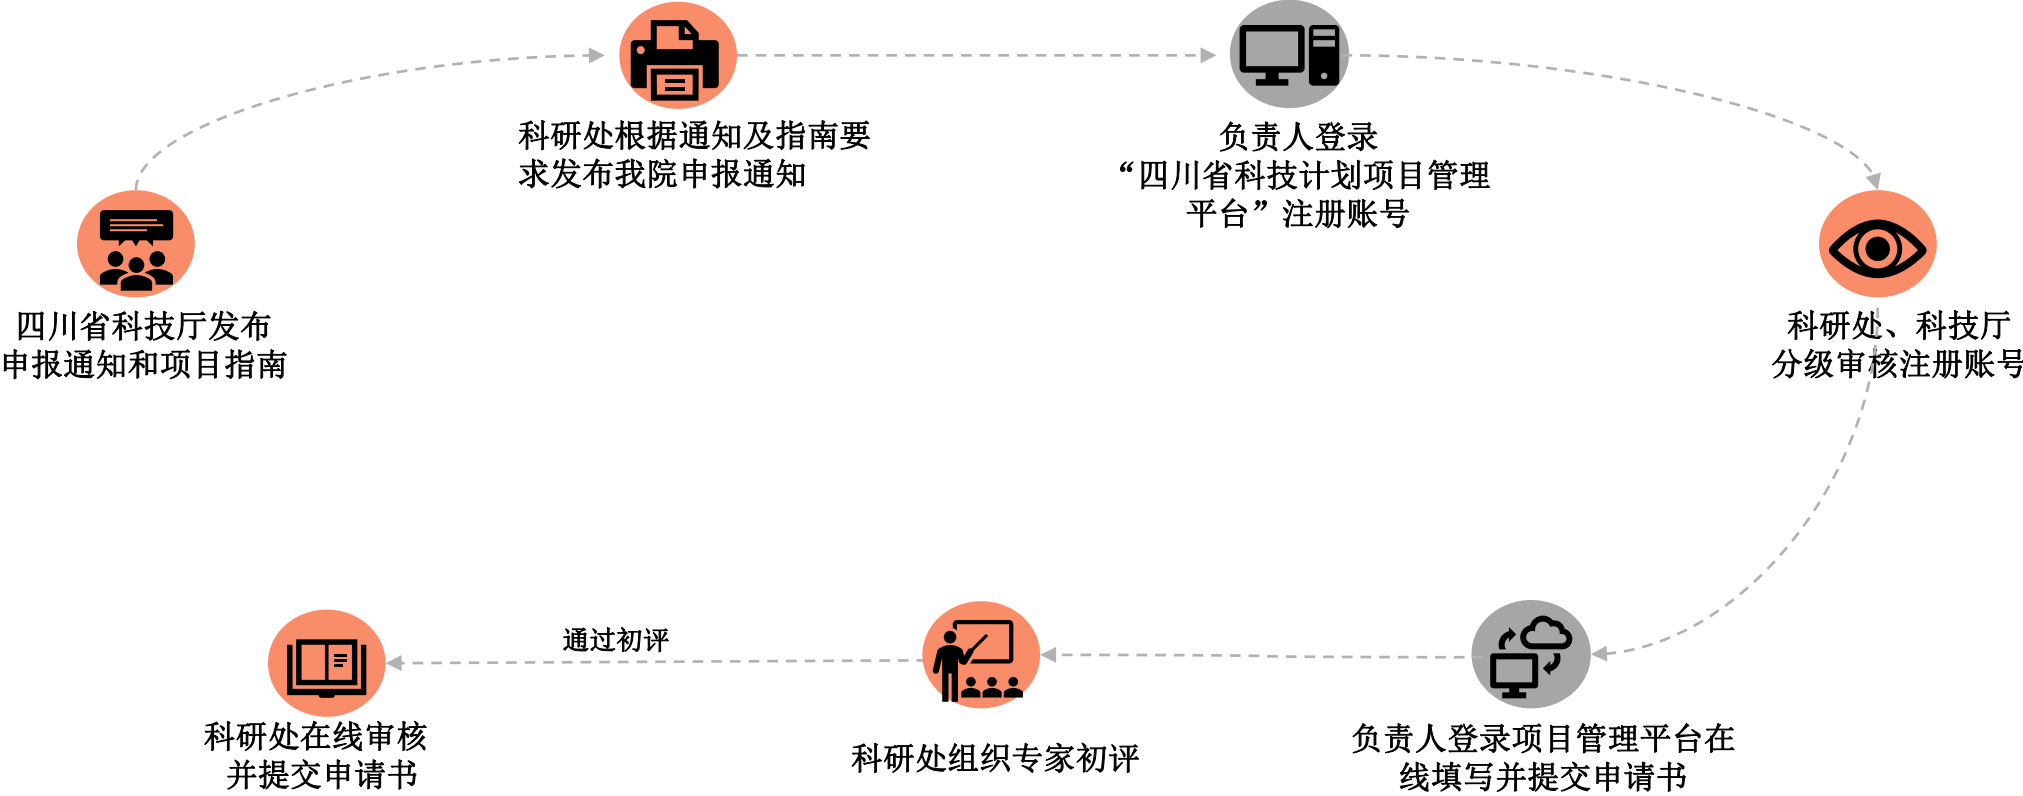 四川省科技厅发布
申报通知和项目指南
科研处根据通知及指南要
求发布我院申报通知
负责人登录
“四川省科技计划项目管理
平台”注册账号
科研处、科技厅
分级审核注册账号
负责人登录项目管理平台在
线填写并提交申请书
科研处组织专家初评
通过初评
科研处在线审核
并提交申请书